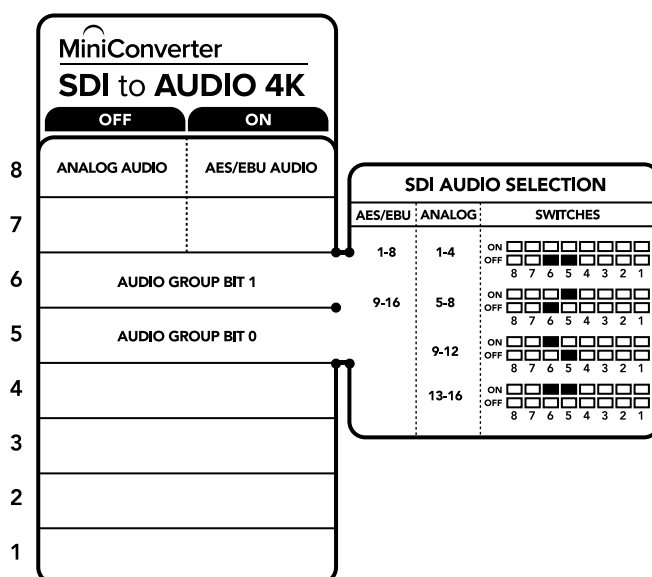 MiniConverter
SDI to AUDIO 4K
OFF ON
8 ANALOG AUDIO AES/EBU AUDIO
7
6 AUDIO GROUP BIT 1
5 AUDIO GROUP BIT 0
4
3
2
1
SDI AUDIO SELECTION
AES/EBU ANALOG SWITCHES
1-8 1-4 ON
OFF
8 7 6 5 4 3 2 1
9-16 5-8 ON
OFF
8 7 6 5 4 3 2 1
9-12 ON
OFF
8 7 6 5 4 3 2 1
13-16 ON
OFF
8 7 6 5 4 3 2 1